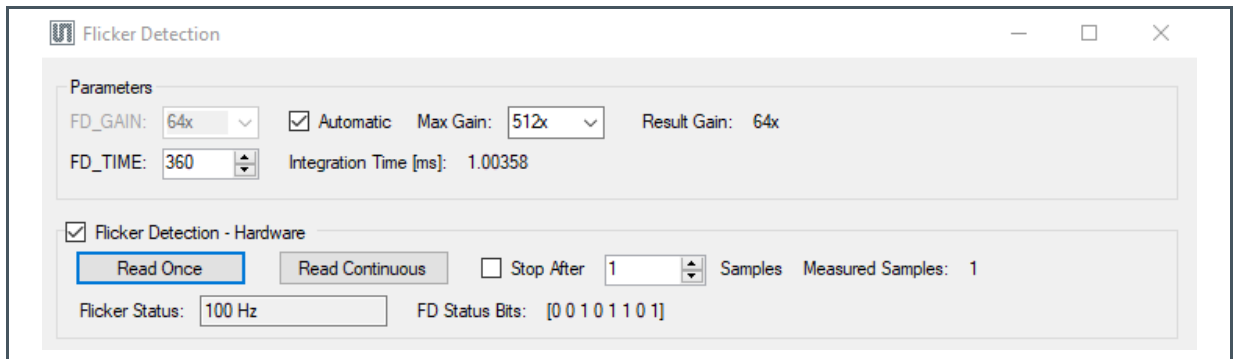 Flicker Detection
Parameters
FD_GAIN: 64x Automatic Max Gain: 512x Result Gain: 64x
FD_TIME: 360 Integration Time [ms]: 1.00358
Flicker Detection - Hardware
Read Once Read Continuous Stop After 1 Samples Measured Samples: 1
Flicker Status: 100 Hz FD Status Bits: [0 0 1 0 1 1 0 1]